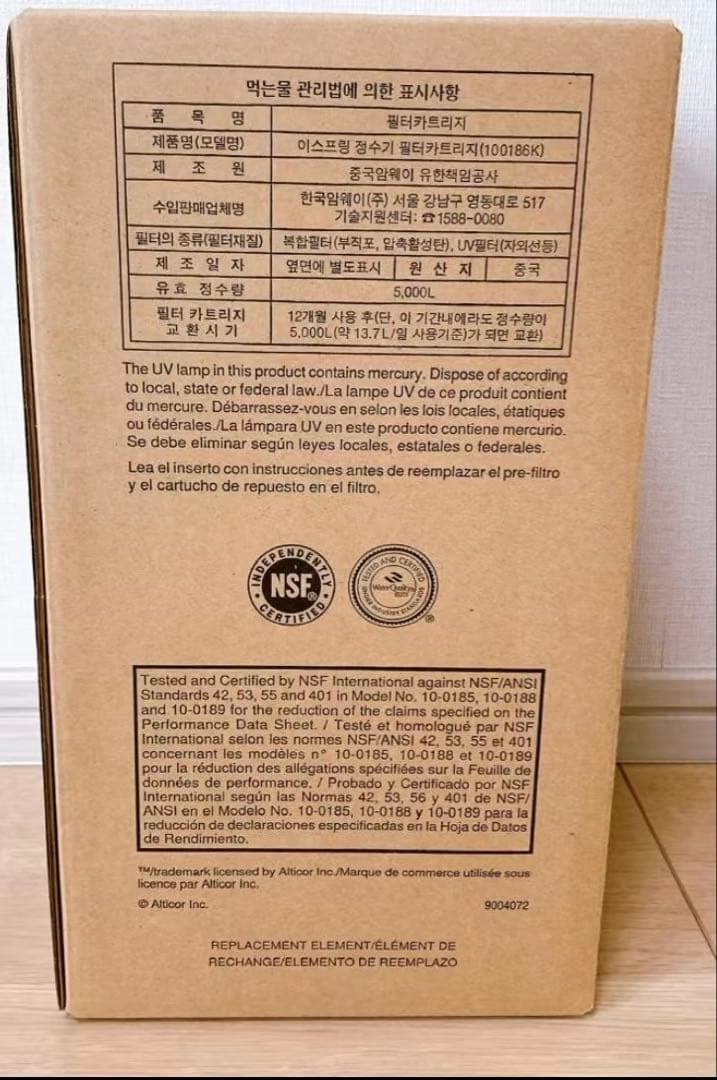 먹는물 관리법에 의한 표시사항
품 목 명 필터카트리지
제품명(모델명) 이스프링 정수기 필터카트리지(100186K)
제 조 원 중국암웨이 유한책임공사
수입판매업체명 한국암웨이(주) 서울 강남구 영동대로 517
기술지원센터: ☎1588-0080
필터의 종류(필터재질) 복합필터(부직포, 압축활성탄), UV필터(자외선등)
제 조 일 자 옆면에 별도표시 원 산 지 중국
유효 정수량 5,000L
필터 카트리지 12개월 사용 후(단, 이 기간내에라도 정수량이
교 환 시 기 5,000L(약 13.7L/일 사용기준)가 되면 교환)
The UV lamp in this product contains mercury. Dispose of according
to local, state or federal law./La lampe UV de ce produit contient
du mercure. Débarrassez-vous en selon les lois locales, étatiques
ou fédérales./La lámpara UV en este producto contiene mercurio.
Se debe eliminar según leyes locales, estatales o federales.
Lea el inserto con instrucciones antes de reemplazar el pre-filtro
y el cartucho de repuesto en el filtro.
INDEPENDENTLY
NSF®
CERTIFIED
TESTED AND CERTIFIED
WaterQuality
UNDER INDUSTRY STANDARDS
®
Tested and Certified by NSF International against NSF/ANSI
Standards 42, 53, 55 and 401 in Model No. 10-0185, 10-0188
and 10-0189 for the reduction of the claims specified on the
Performance Data Sheet. / Testé et homologué par NSF
International selon les normes NSF/ANSI 42, 53, 55 et 401
concernant les modèles n° 10-0185, 10-0188 et 10-0189
pour la réduction des allégations spécifiées sur la Feuille de
données de performance. / Probado y Certificado por NSF
International según las Normas 42, 53, 56 y 401 de NSF/
ANSI en el Modelo No. 10-0185, 10-0188 y 10-0189 para la
reducción de declaraciones especificadas en la Hoja de Datos
de Rendimiento.
™/trademark licensed by Alticor Inc./Marque de commerce utilisée sous
licence par Alticor Inc.
© Alticor Inc. 9004072
REPLACEMENT ELEMENT/ÉLÉMENT DE
RECHANGE/ELEMENTO DE REEMPLAZO